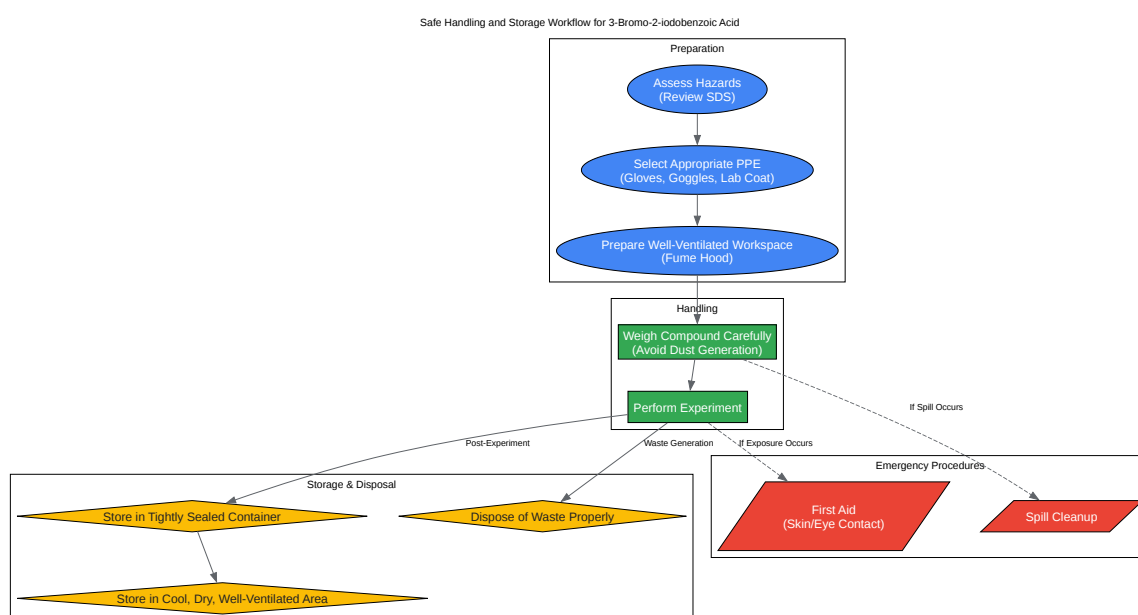 Safe Handling and Storage Workflow for 3-Bromo-2-iodobenzoic Acid
Preparation
Assess Hazards
(Review SDS)
Select Appropriate PPE
(Gloves, Goggles, Lab Coat)
Prepare Well-Ventilated Workspace
(Fume Hood)
Handling
Weigh Compound Carefully
(Avoid Dust Generation)
Perform Experiment
If Spill Occurs
Post-Experiment
Waste Generation
If Exposure Occurs
Storage & Disposal
Store in Tightly Sealed Container
Dispose of Waste Properly
Store in Cool, Dry, Well-Ventilated Area
Emergency Procedures
First Aid
(Skin/Eye Contact)
Spill Cleanup